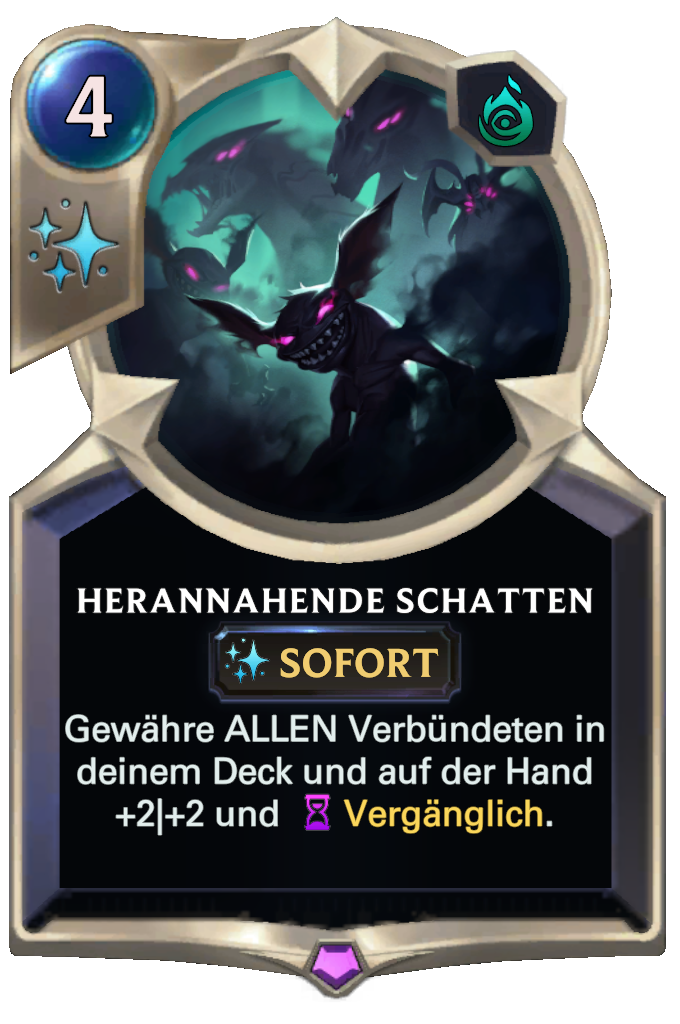 4
HERANNAHENDE SCHATTEN
SOFORT
Gewähre ALLEN Verbündeten in
deinem Deck und auf der Hand
+2|+2 und Vergänglich.